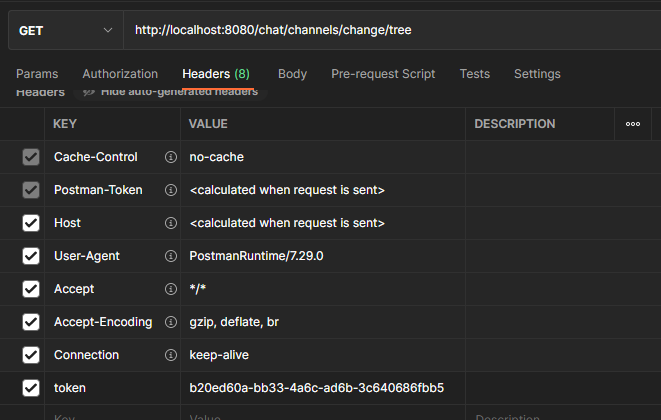 GET http://localhost:8080/chat/channels/change/tree
Params Authorization Headers (8) Body Pre-request Script Tests Settings
Headers Hide auto-generated headers
KEY VALUE DESCRIPTION
Cache-Control no-cache
Postman-Token <calculated when request is sent>
Host <calculated when request is sent>
User-Agent PostmanRuntime/7.29.0
Accept */*
Accept-Encoding gzip, deflate, br
Connection keep-alive
token b20ed60a-bb33-4a6c-ad6b-3c640686fbb5
Key Value Description